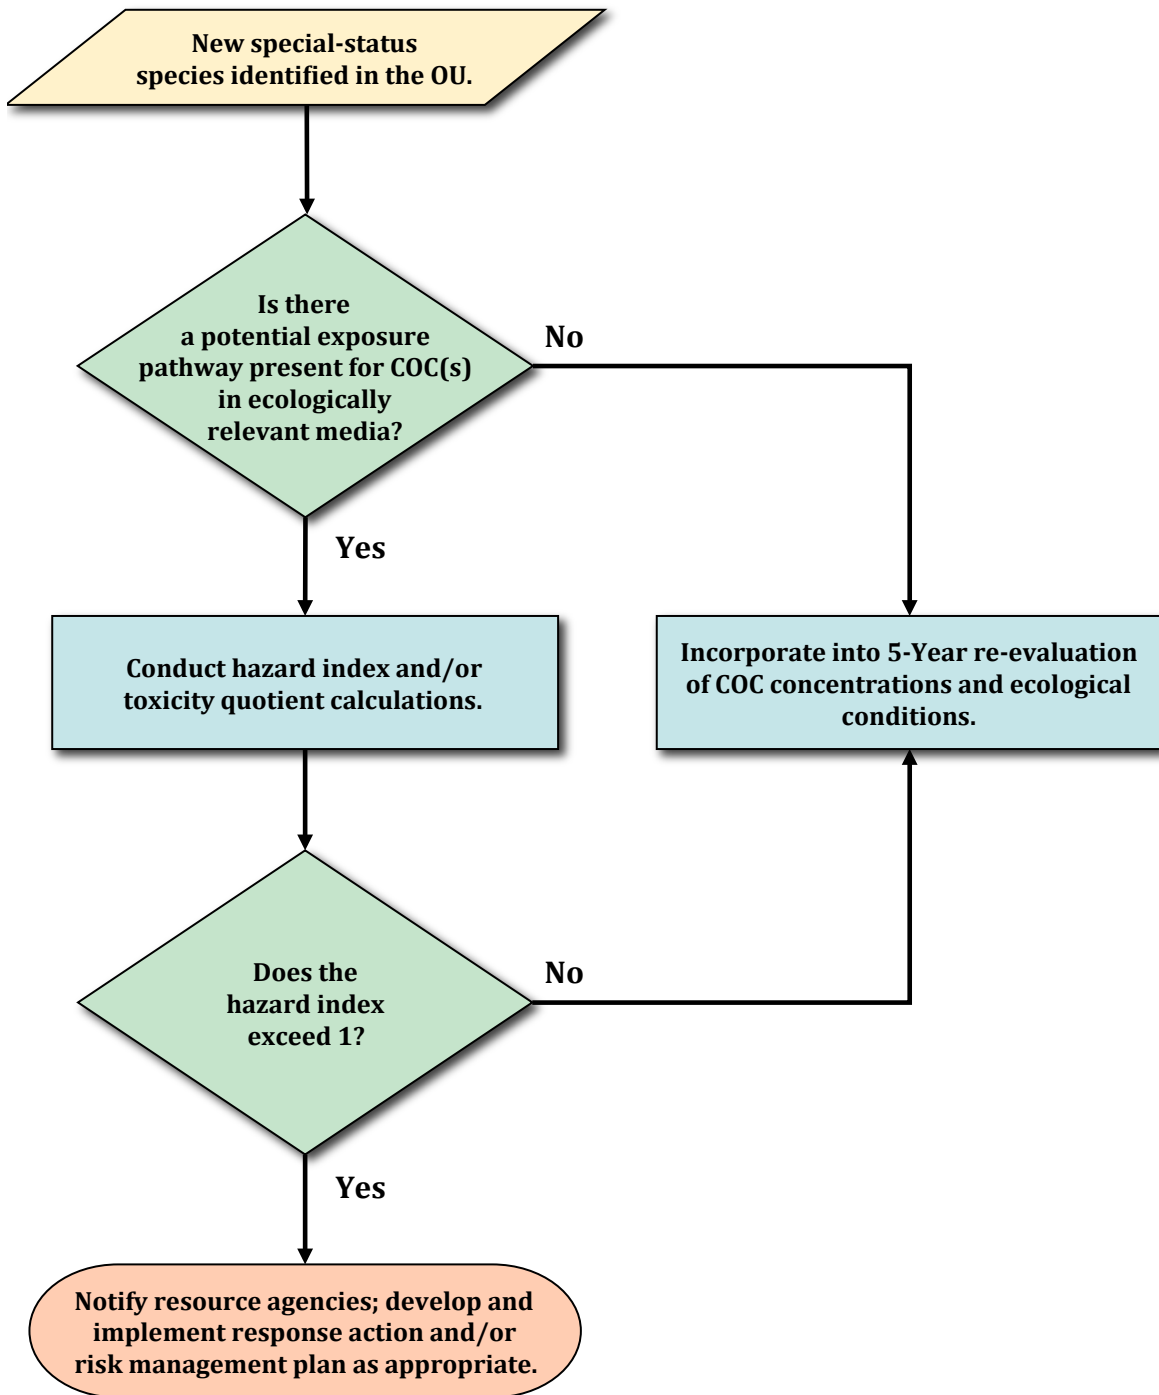 New special-status
species identified in the OU.
Is there
a potential exposure
pathway present for COC(s)
in ecologically
relevant media?
No
Yes
Conduct hazard index and/or
toxicity quotient calculations.
Incorporate into 5-Year re-evaluation
of COC concentrations and ecological
conditions.
Does the
hazard index
exceed 1?
No
Yes
Notify resource agencies; develop and
implement response action and/or
risk management plan as appropriate.